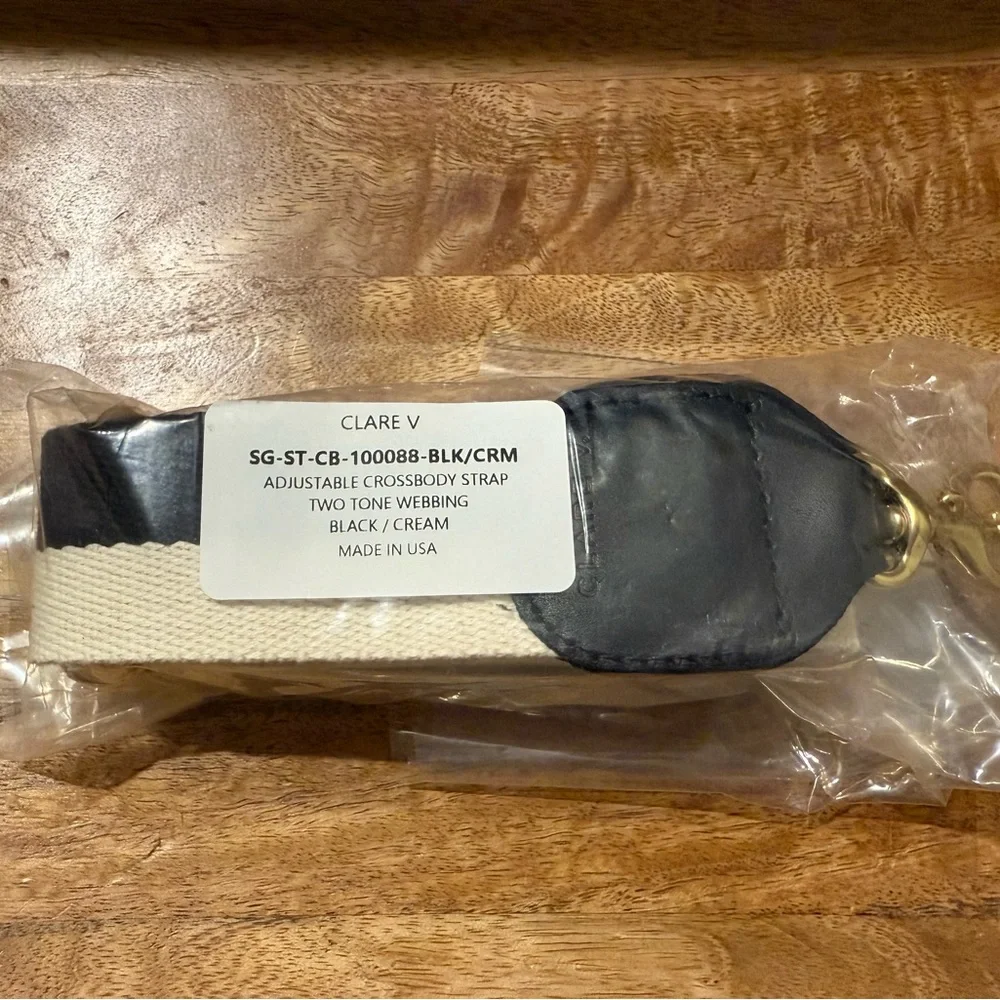 CLARE V
SG-ST-CB-100088-BLK/CRM
ADJUSTABLE CROSSBODY STRAP
TWO TONE WEBBING
BLACK / CREAM
MADE IN USA